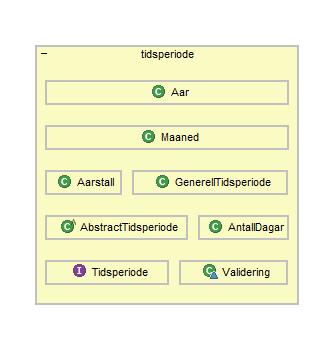 tidsperiode
C Aar
C Maaned
C Aarstall C GenerellTidsperiode
C A AbstractTidsperiode C AntallDagar
I Tidsperiode C Validering